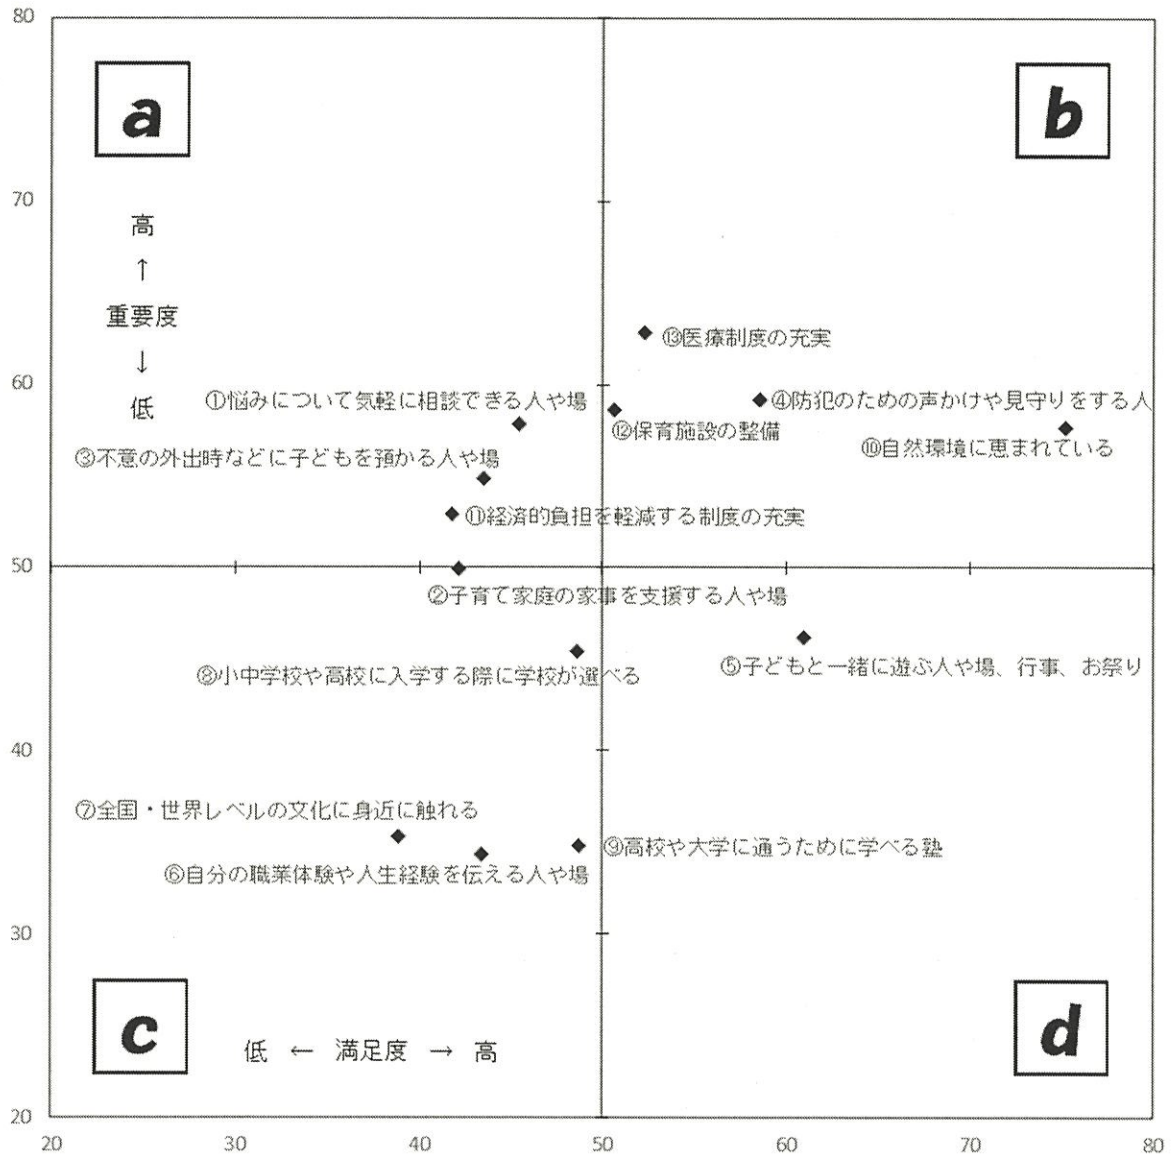 80
a
b
70
高
↑
重要度
↓
低
60
⑬医療制度の充実
①悩みについて気軽に相談できる人や場
④防犯のための声かけや見守りをする人
⑫保育施設の整備
⑩自然環境に恵まれている
③不意の外出時などに子どもを預かる人や場
⑪経済的負担を軽減する制度の充実
50
②子育て家庭の家事を支援する人や場
⑤子どもと一緒に遊ぶ人や場、行事、お祭り
⑧小中学校や高校に入学する際に学校が選べる
40
⑦全国・世界レベルの文化に身近に触れる
⑨高校や大学に通うために学べる塾
⑥自分の職業体験や人生経験を伝える人や場
30
c
d
低 ← 満足度 → 高
20
20 30 40 50 60 70 80